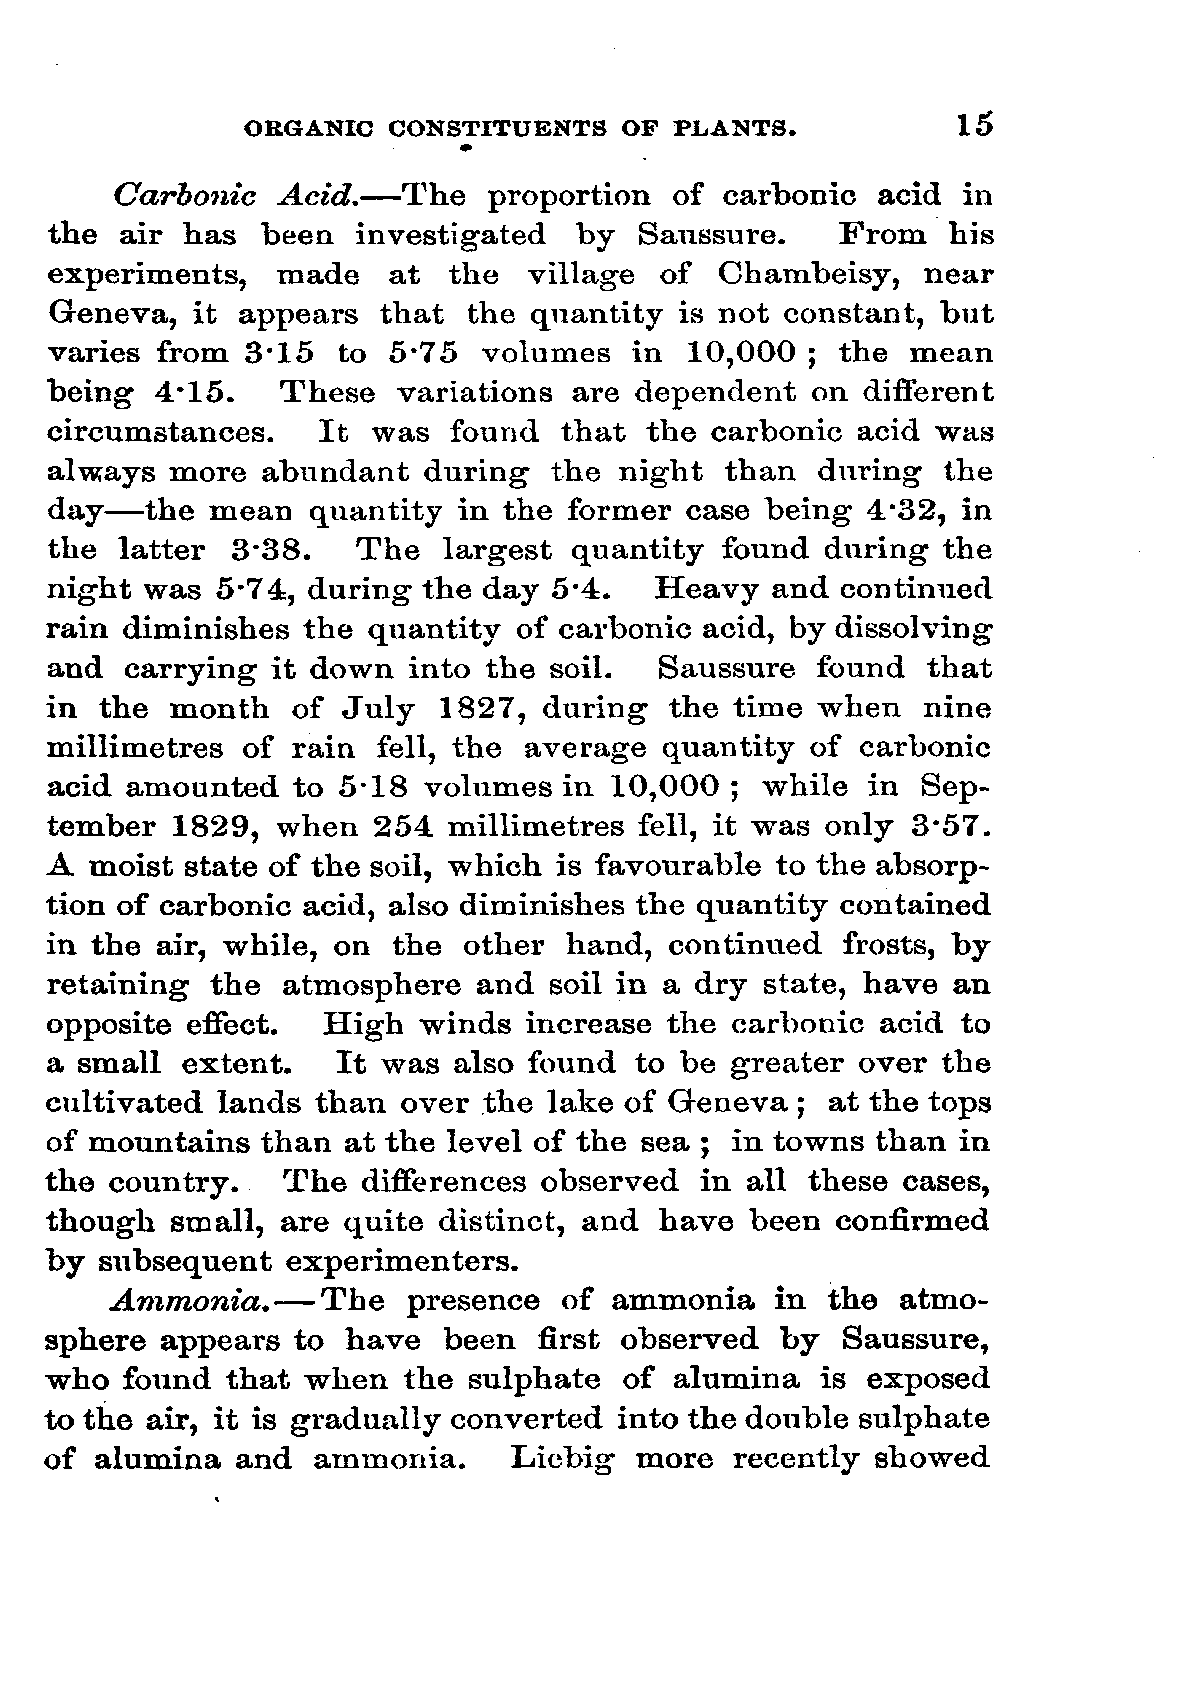 ORGANIC CONSTITUENTS OF PLANTS. 15
Carbonic Acid.—The proportion of carbonic acid in
the air has been investigated by Saussure. From his
experiments, made at the village of Chambeisy, near
Geneva, it appears that the quantity is not constant, but
varies from 3·15 to 5·75 volumes in 10,000 ; the mean
being 4·15. These variations are dependent on different
circumstances. It was found that the carbonic acid was
always more abundant during the night than during the
day—the mean quantity in the former case being 4·32, in
the latter 3·38. The largest quantity found during the
night was 5·74, during the day 5·4. Heavy and continued
rain diminishes the quantity of carbonic acid, by dissolving
and carrying it down into the soil. Saussure found that
in the month of July 1827, during the time when nine
millimetres of rain fell, the average quantity of carbonic
acid amounted to 5·18 volumes in 10,000 ; while in Sep-
tember 1829, when 254 millimetres fell, it was only 3·57.
A moist state of the soil, which is favourable to the absorp-
tion of carbonic acid, also diminishes the quantity contained
in the air, while, on the other hand, continued frosts, by
retaining the atmosphere and soil in a dry state, have an
opposite effect. High winds increase the carbonic acid to
a small extent. It was also found to be greater over the
cultivated lands than over the lake of Geneva ; at the tops
of mountains than at the level of the sea ; in towns than in
the country. The differences observed in all these cases,
though small, are quite distinct, and have been confirmed
by subsequent experimenters.
Ammonia.—The presence of ammonia in the atmo-
sphere appears to have been first observed by Saussure,
who found that when the sulphate of alumina is exposed
to the air, it is gradually converted into the double sulphate
of alumina and ammonia. Liebig more recently showed